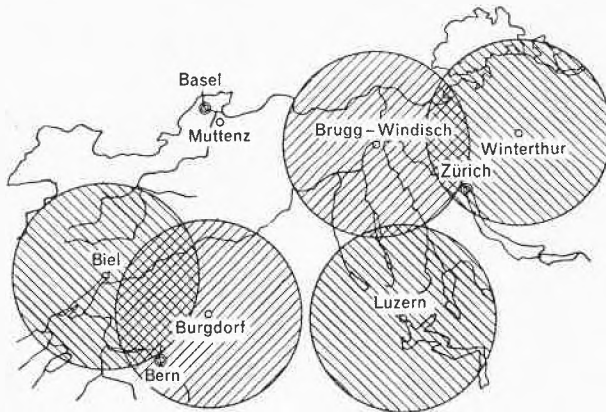 Basel
Muttenz
Brugg-Windisch
Winterthur
Zürich
Biel
Luzern
Burgdorf
Bern